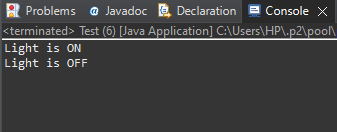 Problems Javadoc Declaration Console
<terminated> Test (6) [Java Application] C:\Users\HP\.p2\pool\
Light is ON
Light is OFF